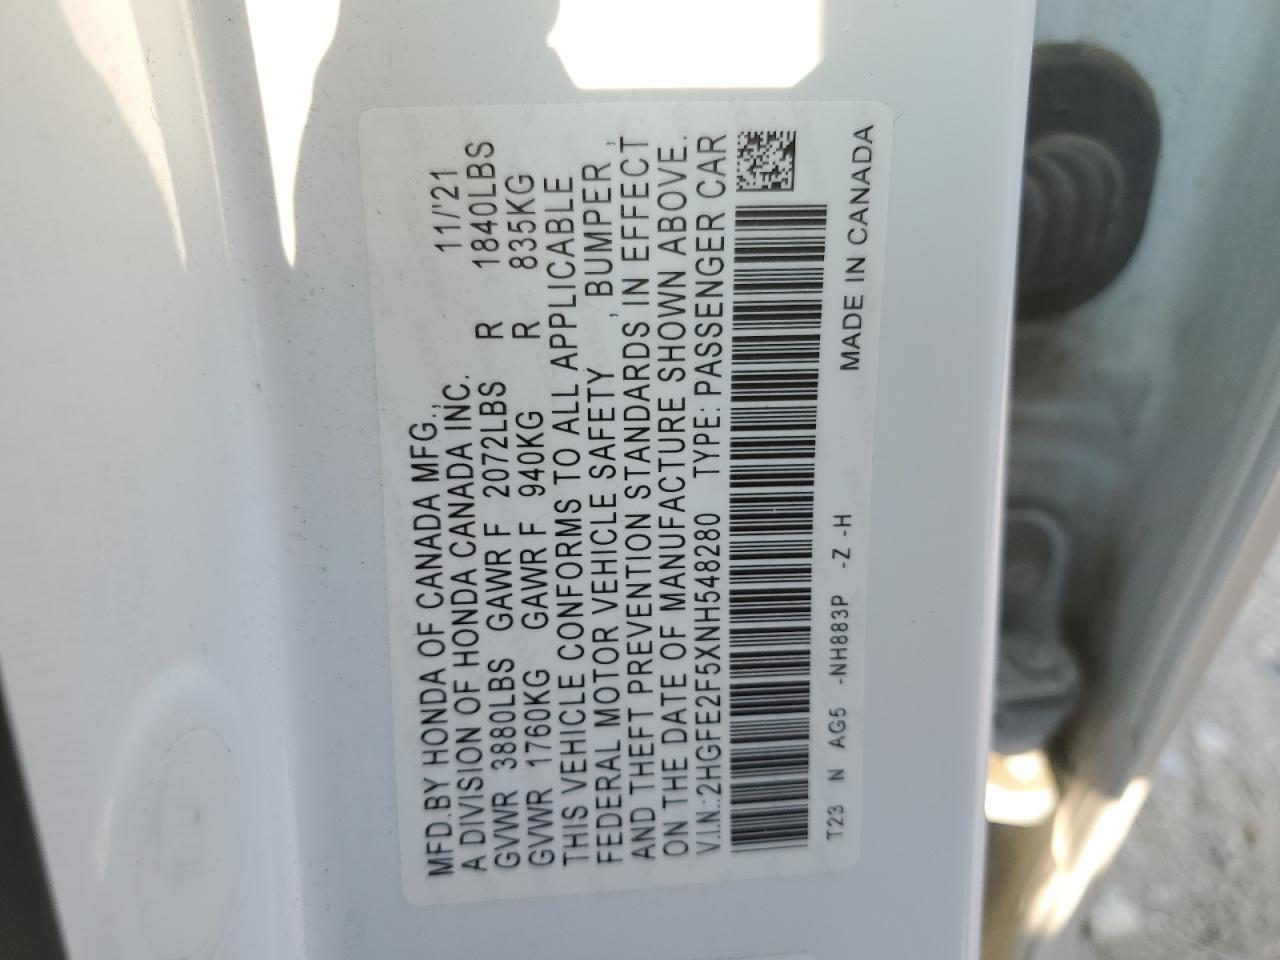 MFD.BY HONDA OF CANADA MFG., 11/'21
A DIVISION OF HONDA CANADA INC.
GVWR 3880LBS GAWR F 2072LBS R 1840LBS
GVWR 1760KG GAWR F 940KG R 835KG
THIS VEHICLE CONFORMS TO ALL APPLICABLE
FEDERAL MOTOR VEHICLE SAFETY , BUMPER ,
AND THEFT PREVENTION STANDARDS IN EFFECT
ON THE DATE OF MANUFACTURE SHOWN ABOVE.
V.I.N.:2HGFE2F5XNH548280 TYPE: PASSENGER CAR
T23 N AG5 -NH883P -Z -H MADE IN CANADA